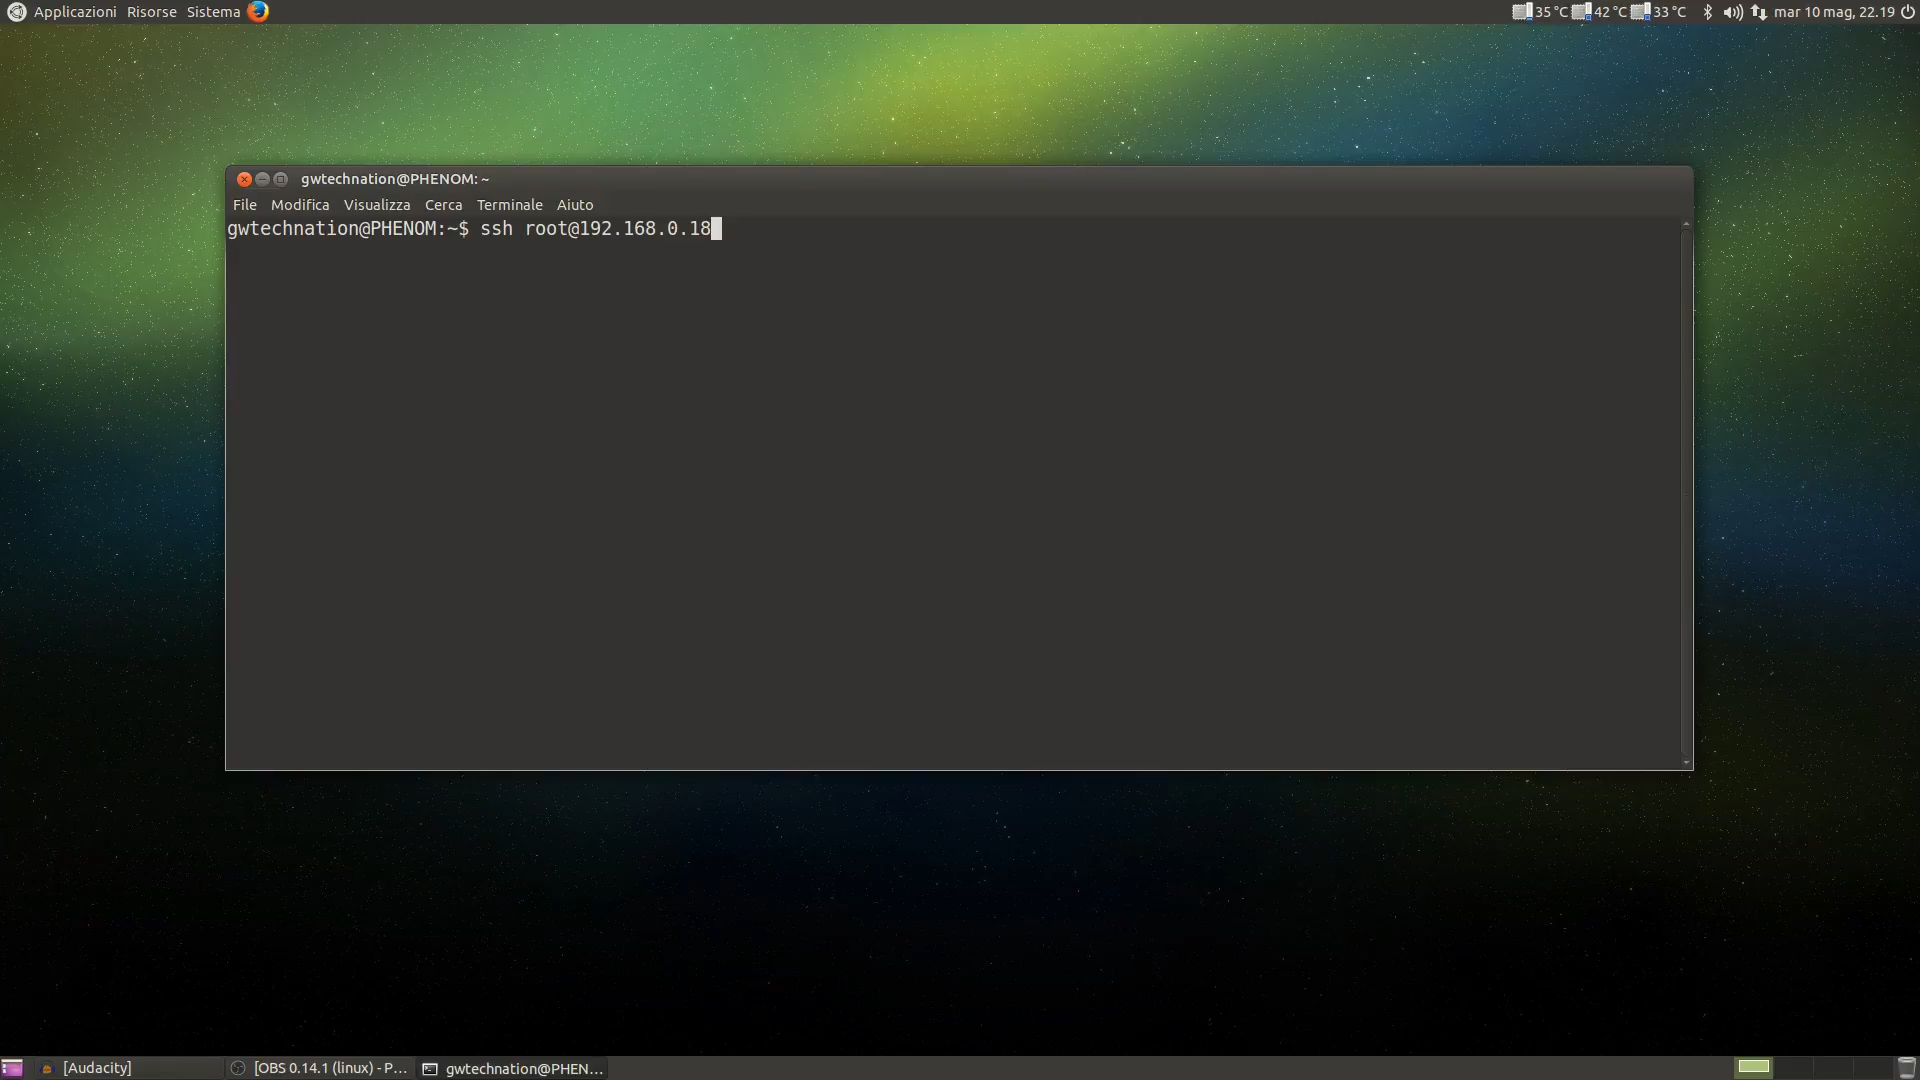 Applicazioni Risorse Sistema 35 °C 42 °C 33 °C mar 10 mag, 22.19
gwtechnation@PHENOM: ~
File Modifica Visualizza Cerca Terminale Aiuto
gwtechnation@PHENOM:~$ ssh root@192.168.0.18
[Audacity] [OBS 0.14.1 (linux) - P... gwtechnation@PHEN...